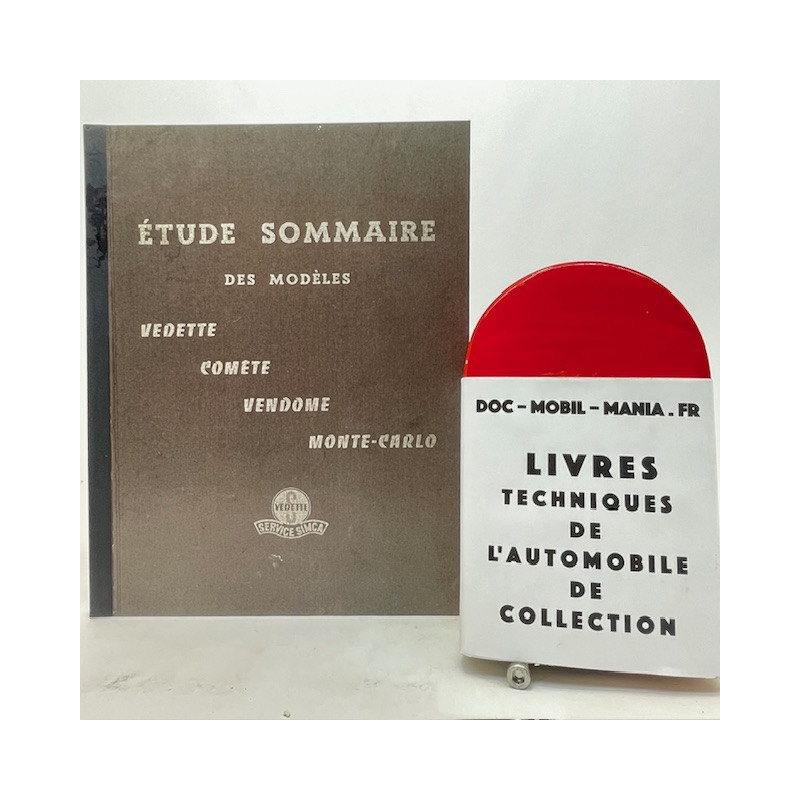 ÉTUDE SOMMAIRE
DES MODÈLES
VEDETTE
COMÈTE
VENDOME
MONTE-CARLO
S
VEDETTE
SERVICE SIMCA
DOC - MOBIL - MANIA . FR
LIVRES
TECHNIQUES
DE
L'AUTOMOBILE
DE
COLLECTION